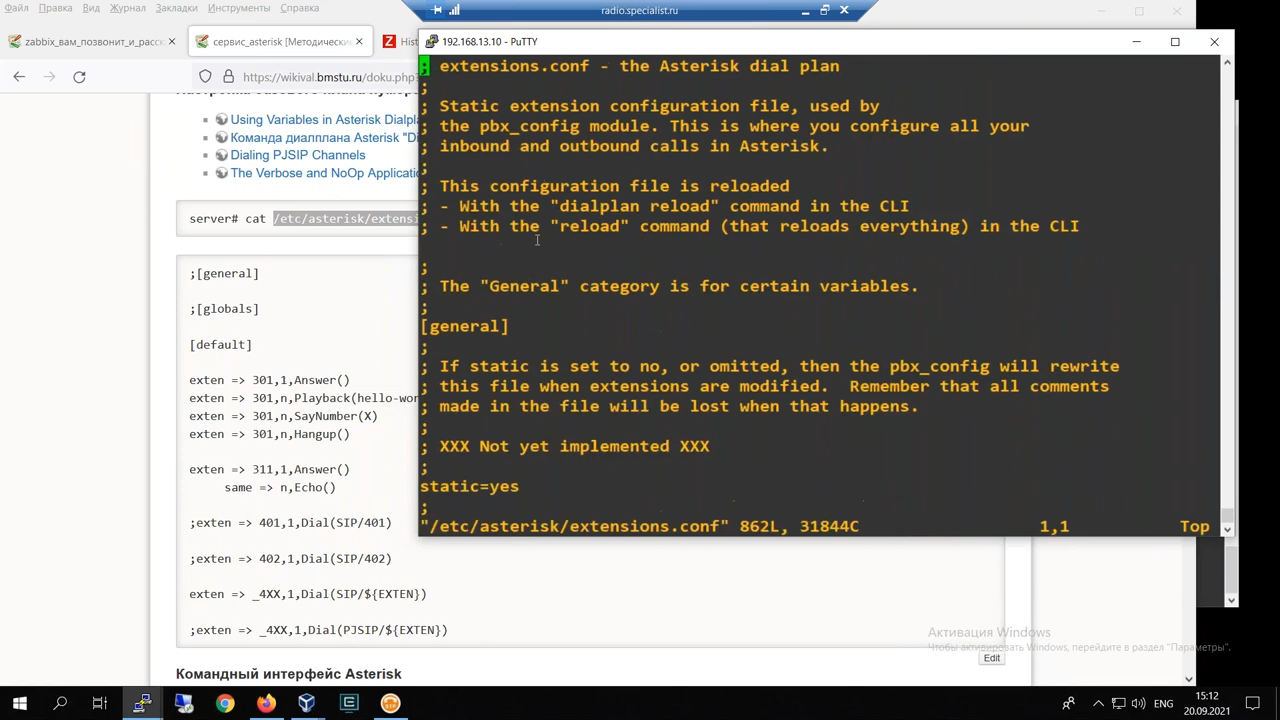 Файл Правка Вид Журнал Закладки Инструменты Справка
radio.specialist.ru
zabbix_вам_позвонит_и_расск
сервис_asterisk [Методически
Hist
https://wikival.bmstu.ru/doku.php?
192.168.13.10 - PuTTY
Using Variables in Asterisk Dialpla
Команда диалплана Asterisk "Di
Dialing PJSIP Channels
The Verbose and NoOp Applicatio
server# cat /etc/asterisk/extensi
;[general]
;[globals]
[default]
exten => 301,1,Answer()
exten => 301,n,Playback(hello-wor
exten => 301,n,SayNumber(X)
exten => 301,n,Hangup()
exten => 311,1,Answer()
same => n,Echo()
;exten => 401,1,Dial(SIP/401)
;exten => 402,1,Dial(SIP/402)
exten => _4XX,1,Dial(SIP/${EXTEN})
;exten => _4XX,1,Dial(PJSIP/${EXTEN})
Edit
Командный интерфейс Asterisk
; extensions.conf - the Asterisk dial plan
;
; Static extension configuration file, used by
; the pbx_config module. This is where you configure all your
; inbound and outbound calls in Asterisk.
;
; This configuration file is reloaded
; - With the "dialplan reload" command in the CLI
; - With the "reload" command (that reloads everything) in the CLI
;
; The "General" category is for certain variables.
;
[general]
;
; If static is set to no, or omitted, then the pbx_config will rewrite
; this file when extensions are modified.  Remember that all comments
; made in the file will be lost when that happens.
;
; XXX Not yet implemented XXX
;
static=yes
;
"/etc/asterisk/extensions.conf" 862L, 31844C 1,1 Top
Активация Windows
Чтобы активировать Windows, перейдите в раздел "Параметры".
ENG
15:12
20.09.2021